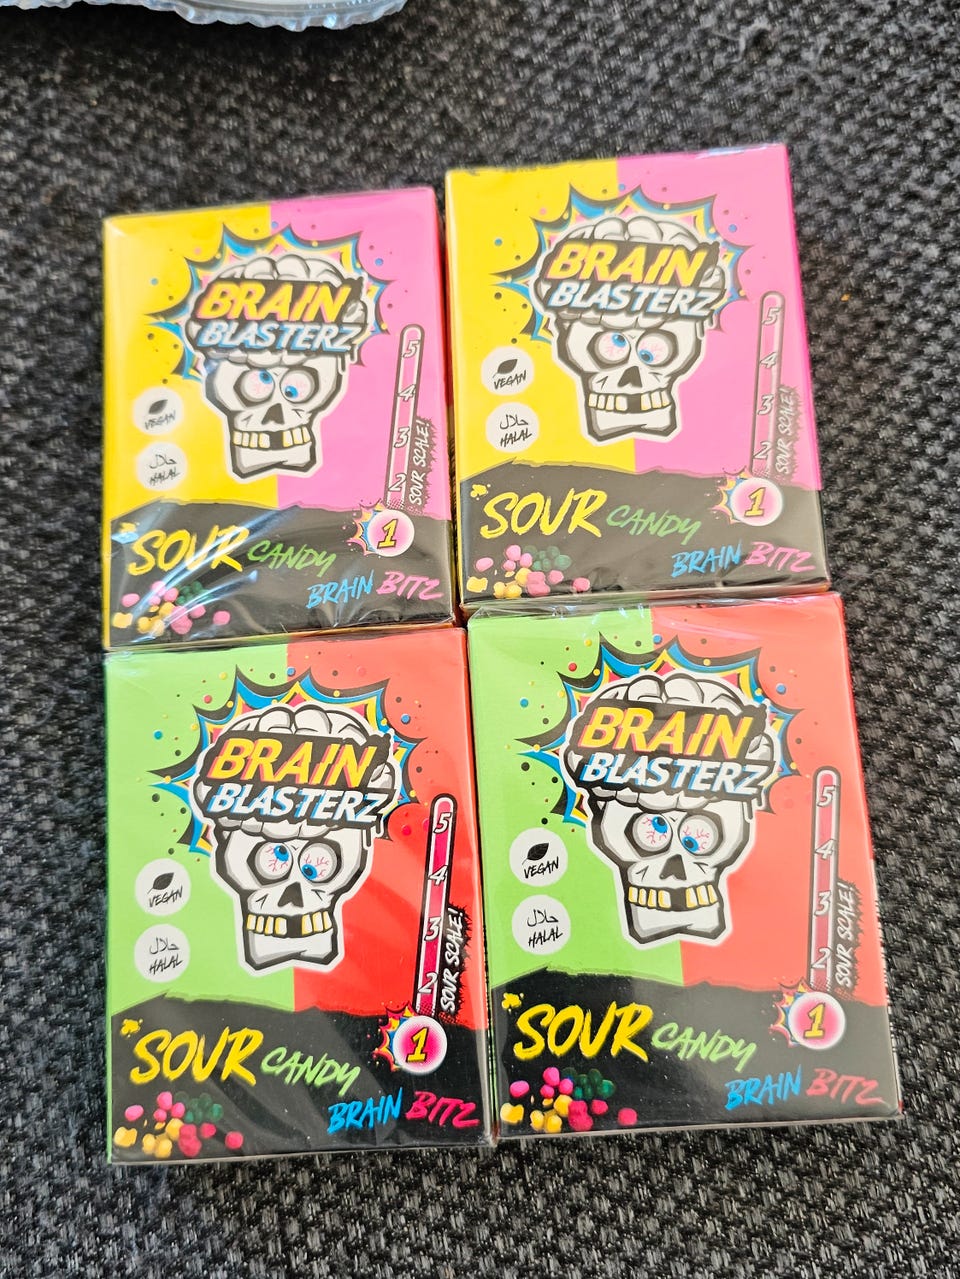 BRAIN
BLASTERZ
VEGAN
حلال
HALAL
5
4
3
2
1
SOUR SCALE!
SOUR CANDY
BRAIN BITZ
BRAIN
BLASTERZ
VEGAN
حلال
HALAL
5
4
3
2
1
SOUR SCALE!
SOUR CANDY
BRAIN BITZ
BRAIN
BLASTERZ
VEGAN
حلال
HALAL
5
4
3
2
1
SOUR SCALE!
SOUR CANDY
BRAIN BITZ
BRAIN
BLASTERZ
VEGAN
حلال
HALAL
5
4
3
2
1
SOUR SCALE!
SOUR CANDY
BRAIN BITZ